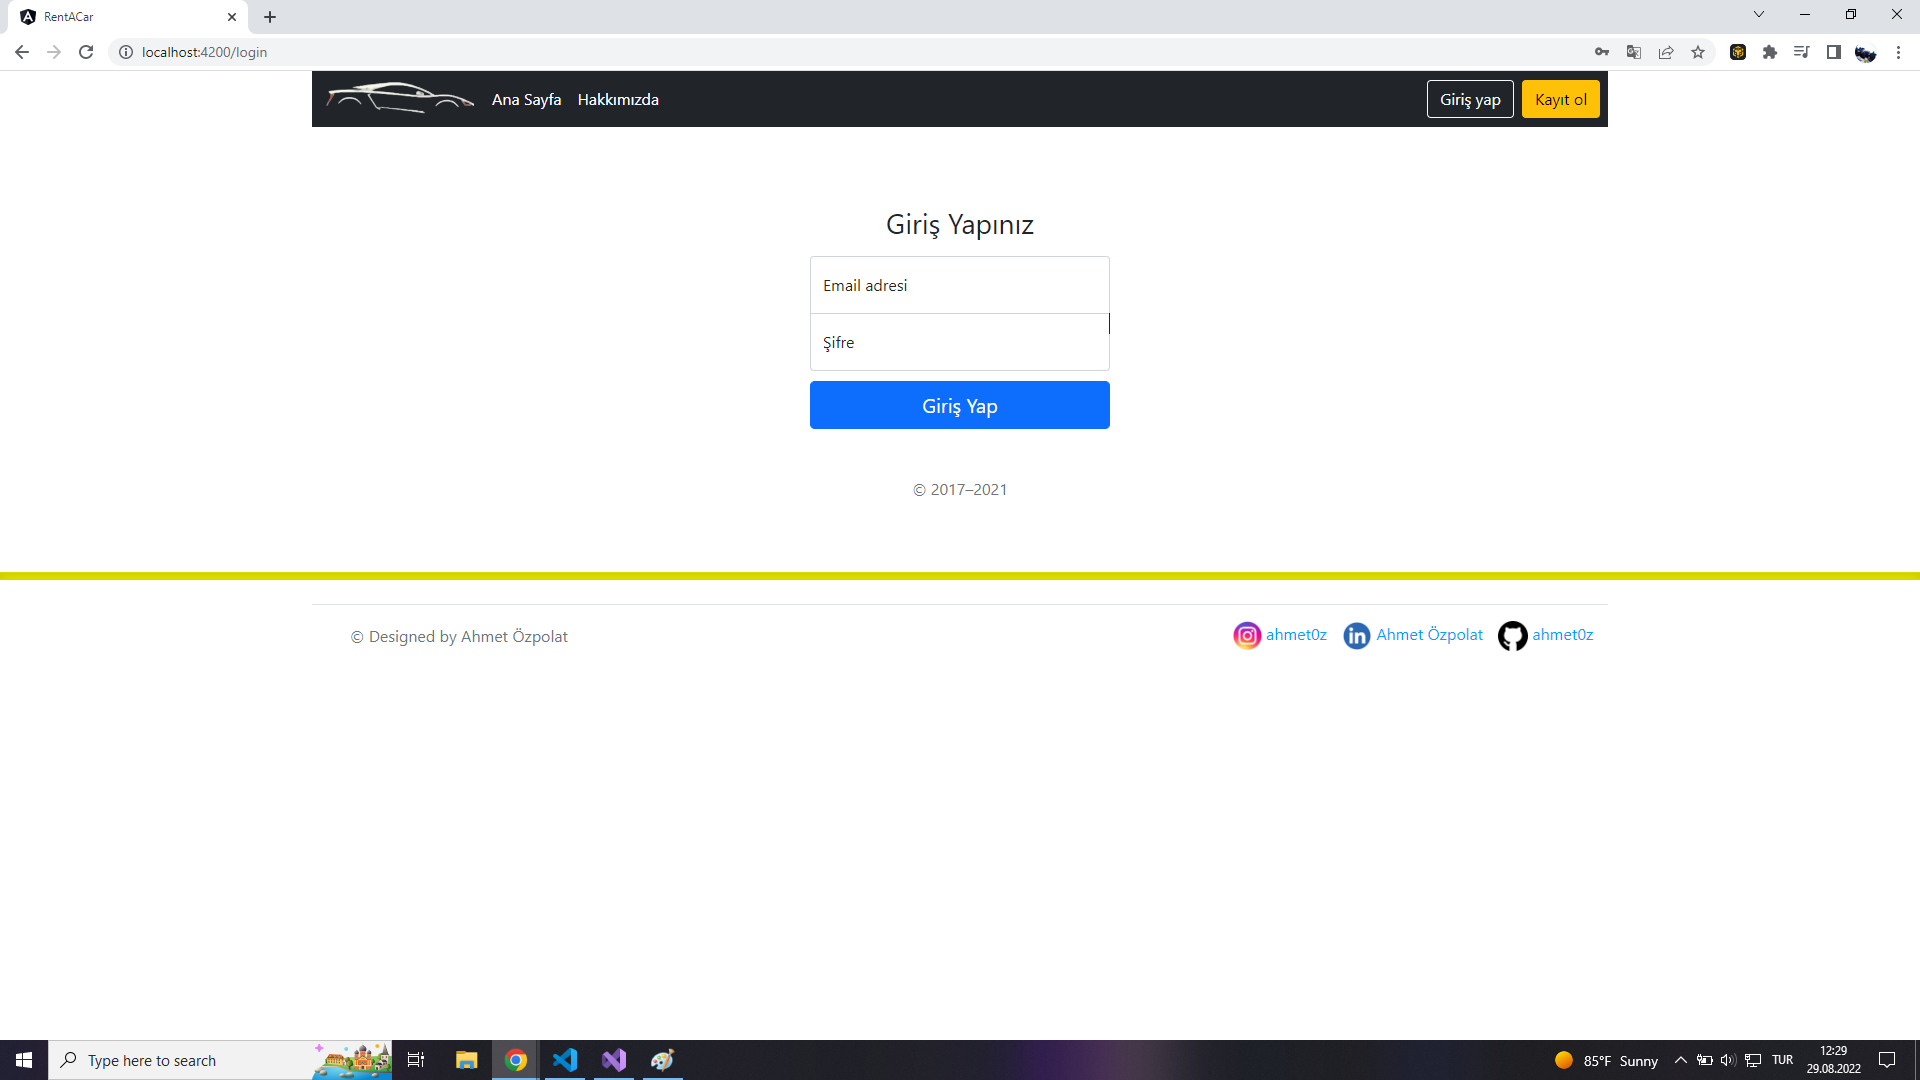 RentACar
localhost:4200/login
Ana Sayfa Hakkımızda Giriş yap Kayıt ol
Giriş Yapınız
Email adresi
Şifre
Giriş Yap
© 2017–2021
© Designed by Ahmet Özpolat ahmet0z Ahmet Özpolat ahmet0z
Type here to search 85°F Sunny TUR 12:29
29.08.2022